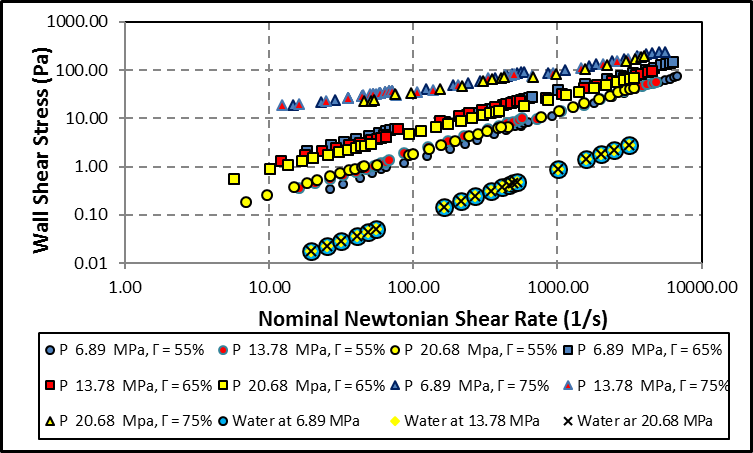 1000.00
100.00
10.00
1.00
0.10
0.01
Wall Shear Stress (Pa)
1.00 10.00 100.00 1000.00 10000.00
Nominal Newtonian Shear Rate (1/s)
P 6.89 MPa, Γ = 55% P 13.78 MPa, Γ = 55% P 20.68 Mpa, Γ = 55% P 6.89 MPa, Γ = 65%
P 13.78 MPa, Γ = 65% P 20.68 MPa, Γ = 65% P 6.89 MPa, Γ = 75% P 13.78 MPa, Γ = 75%
P 20.68 Mpa, Γ = 75% Water at 6.89 MPa Water at 13.78 MPa Water ar 20.68 MPa